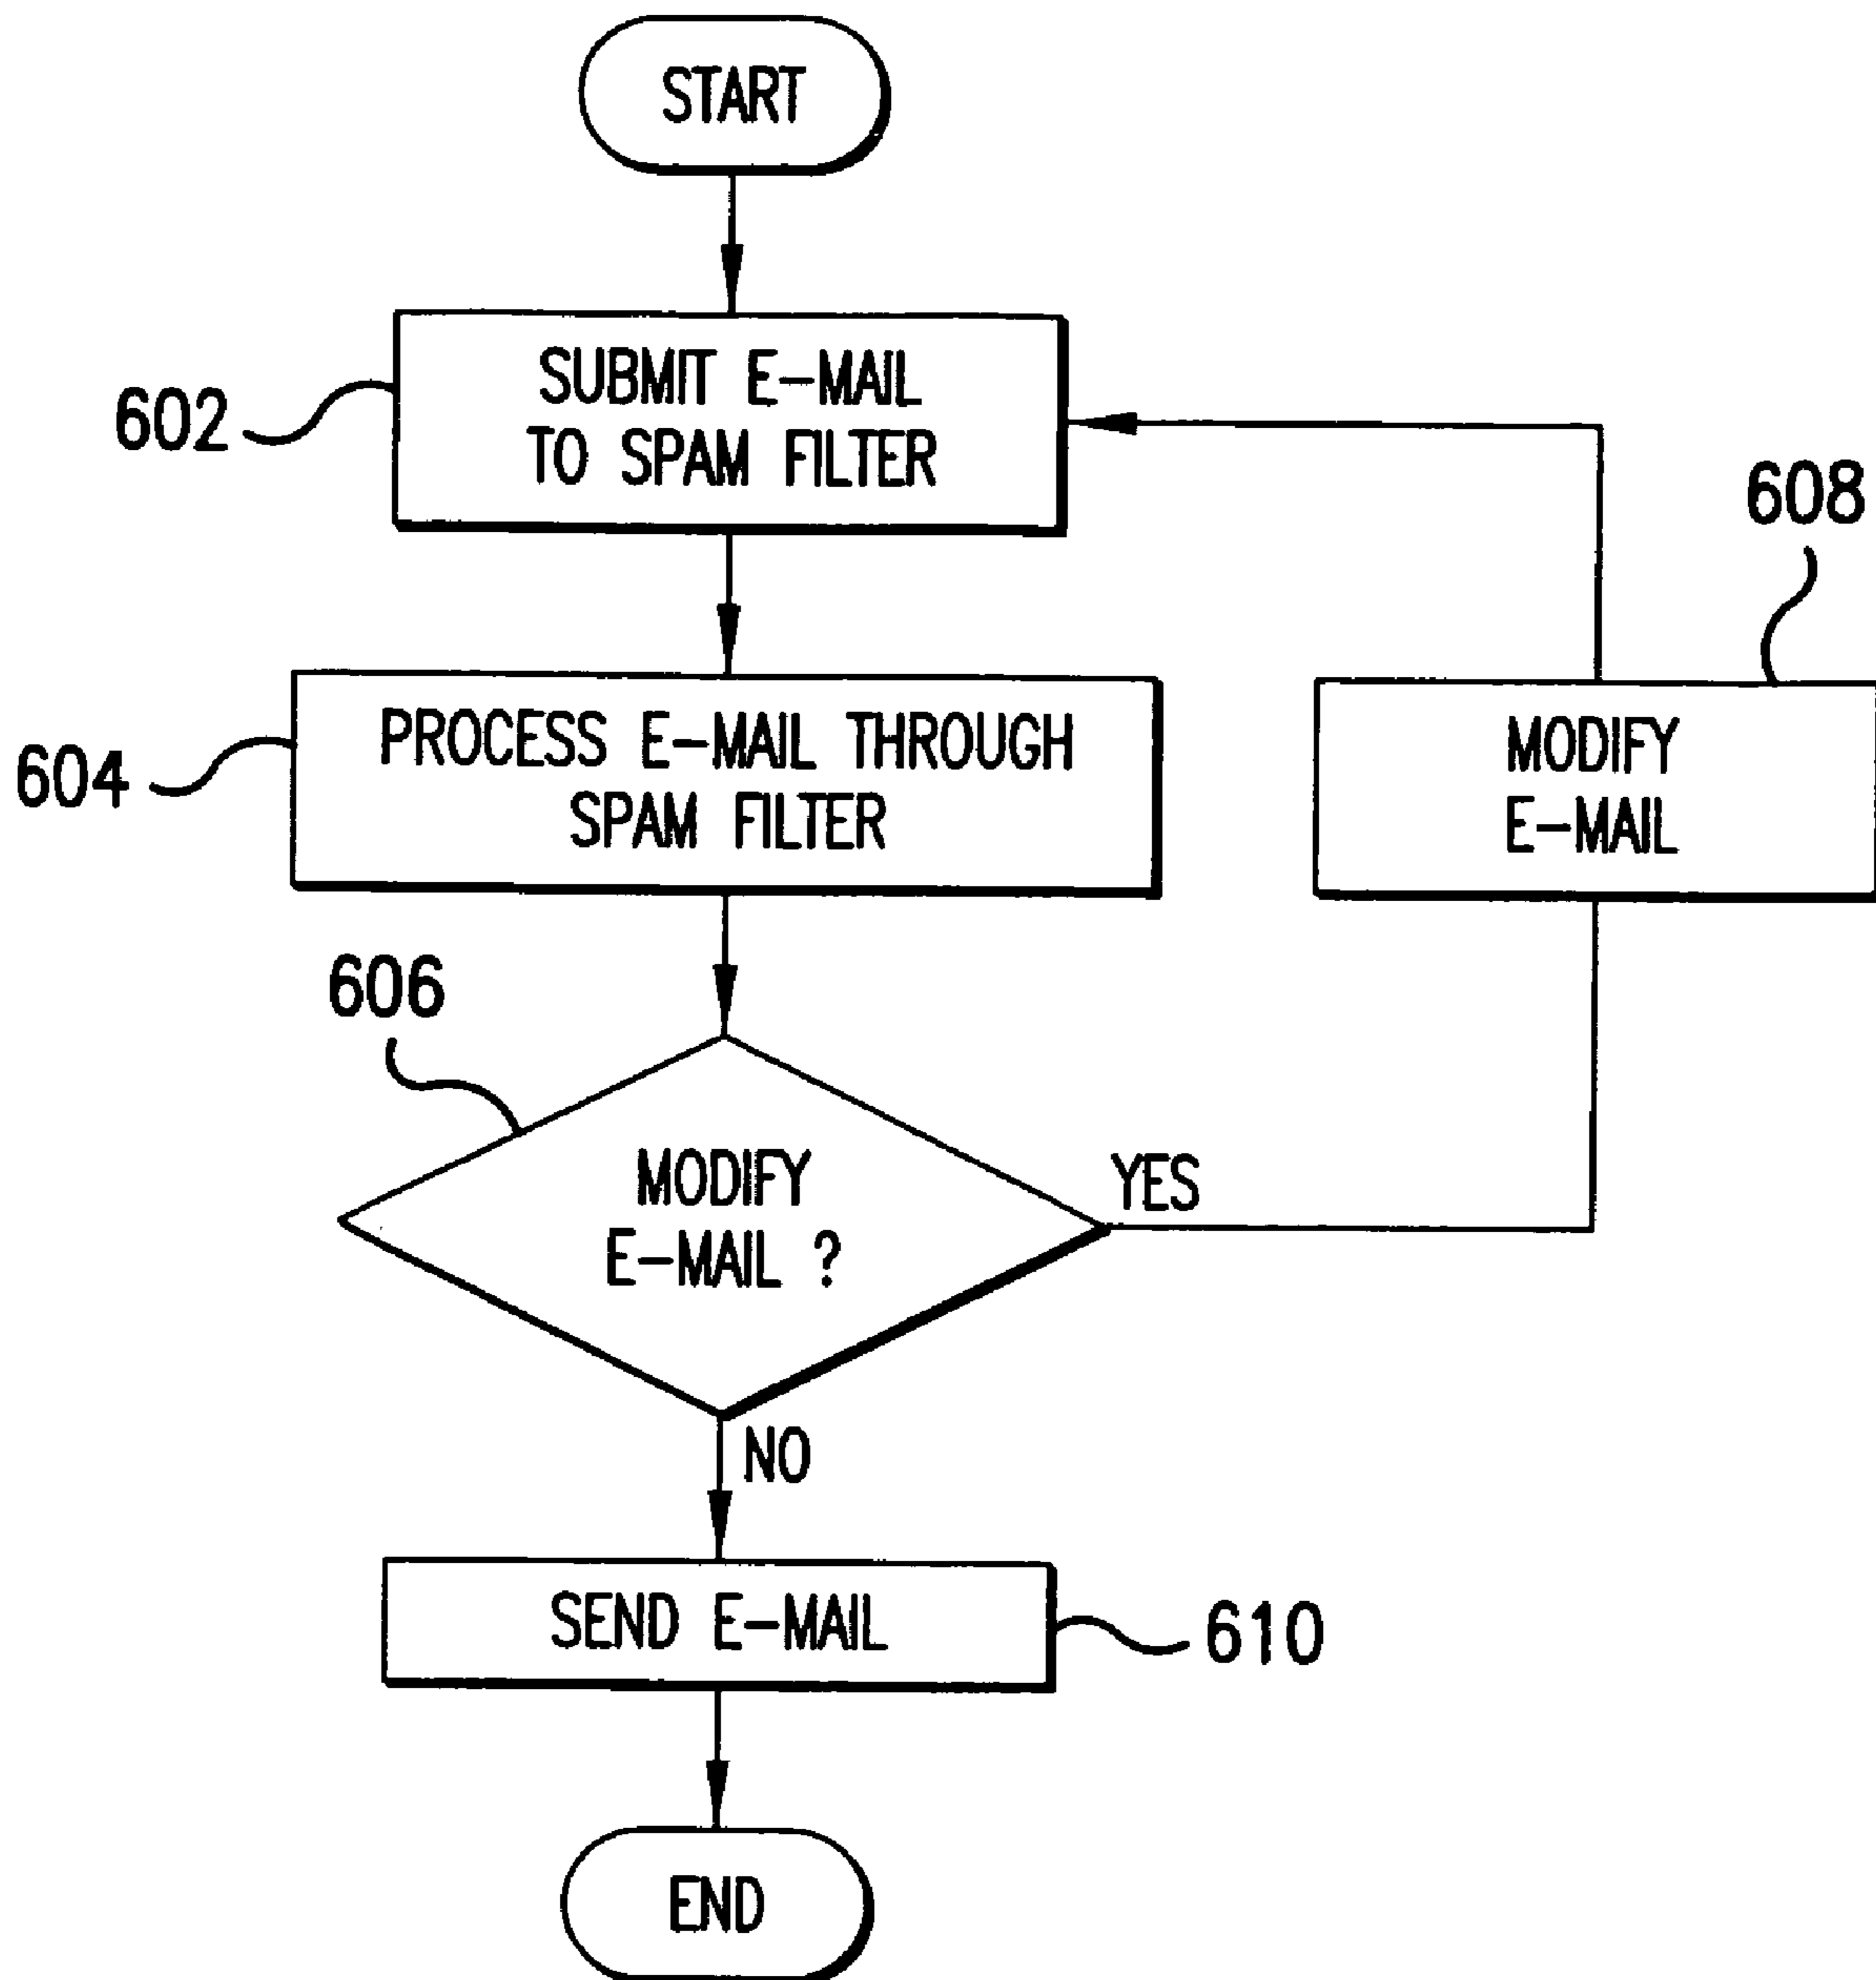 START
SUBMIT E-MAIL
TO SPAM FILTER
602
608
PROCESS E-MAIL THROUGH
SPAM FILTER
604
MODIFY
E-MAIL
606
MODIFY
E-MAIL ?
YES
NO
SEND E-MAIL
610
END